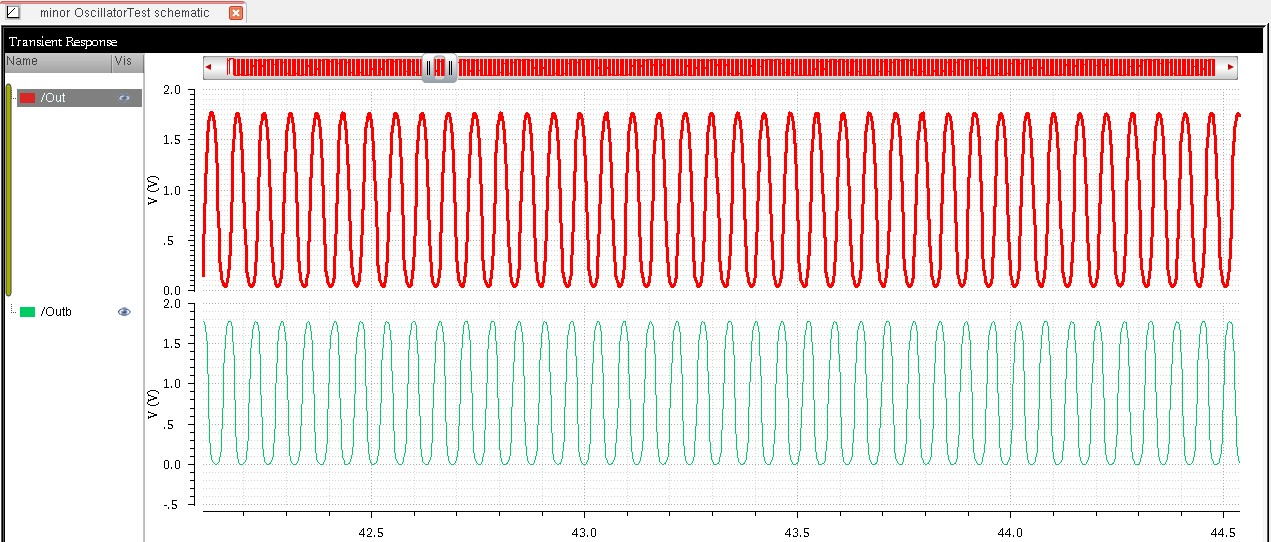 minor OscillatorTest schematic
Transient Response
Name Vis
/Out
2.0
1.5
1.0
.5
0.0
V (V)
/Outb
2.0
1.5
1.0
.5
0.0
-.5
V (V)
42.5 43.0 43.5 44.0 44.5